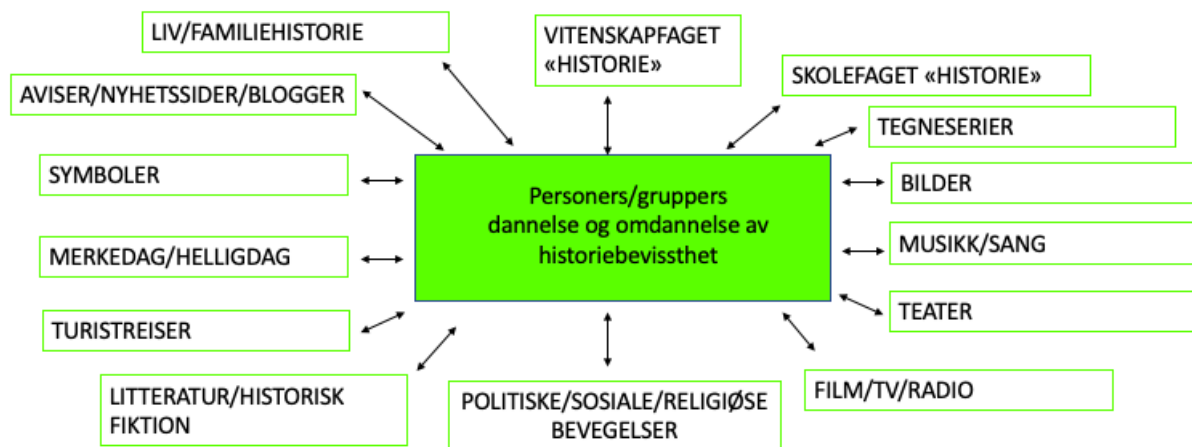 LIV/FAMILIEHISTORIE
VITENSKAPFAGET
«HISTORIE»
SKOLEFAGET «HISTORIE»
AVISER/NYHETSSIDER/BLOGGER
TEGNESERIER
SYMBOLER
Personers/gruppers
dannelse og omdannelse av
historiebevissthet
BILDER
MERKEDAG/HELLIGDAG
MUSIKK/SANG
TURISTREISER
TEATER
LITTERATUR/HISTORISK
FIKTION
POLITISKE/SOSIALE/RELIGIØSE
BEVEGELSER
FILM/TV/RADIO